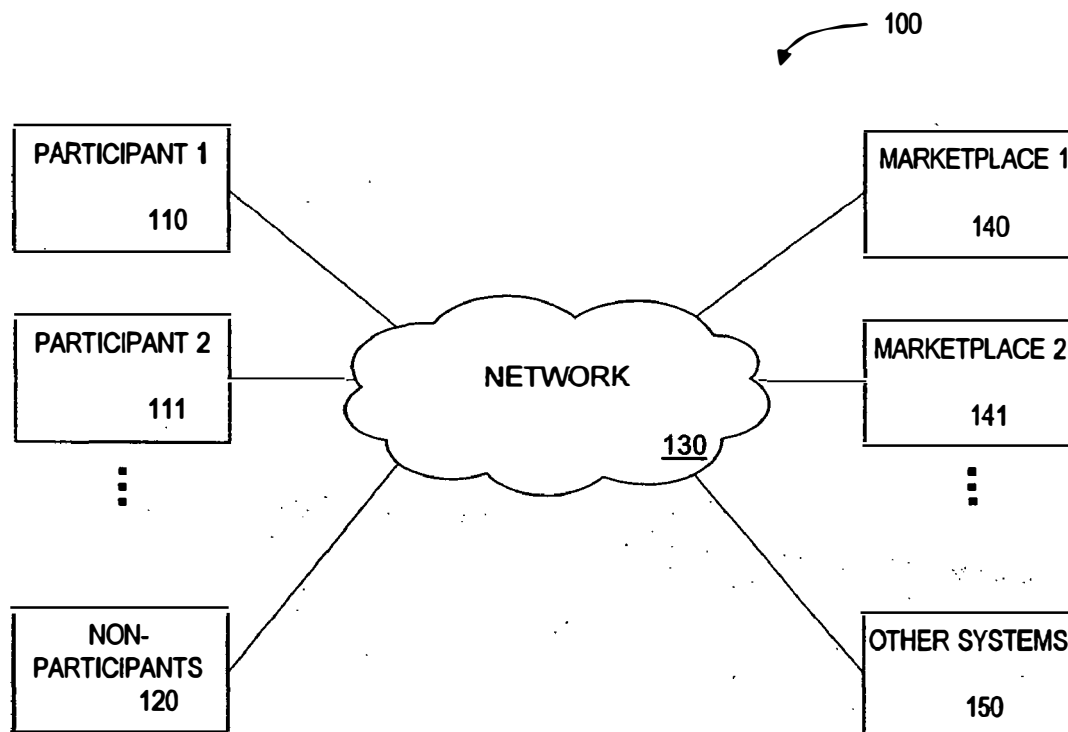 100
PARTICIPANT 1
110
MARKETPLACE 1
140
PARTICIPANT 2
111
NETWORK
130
MARKETPLACE 2
141
NON-
PARTICIPANTS
120
OTHER SYSTEMS
150